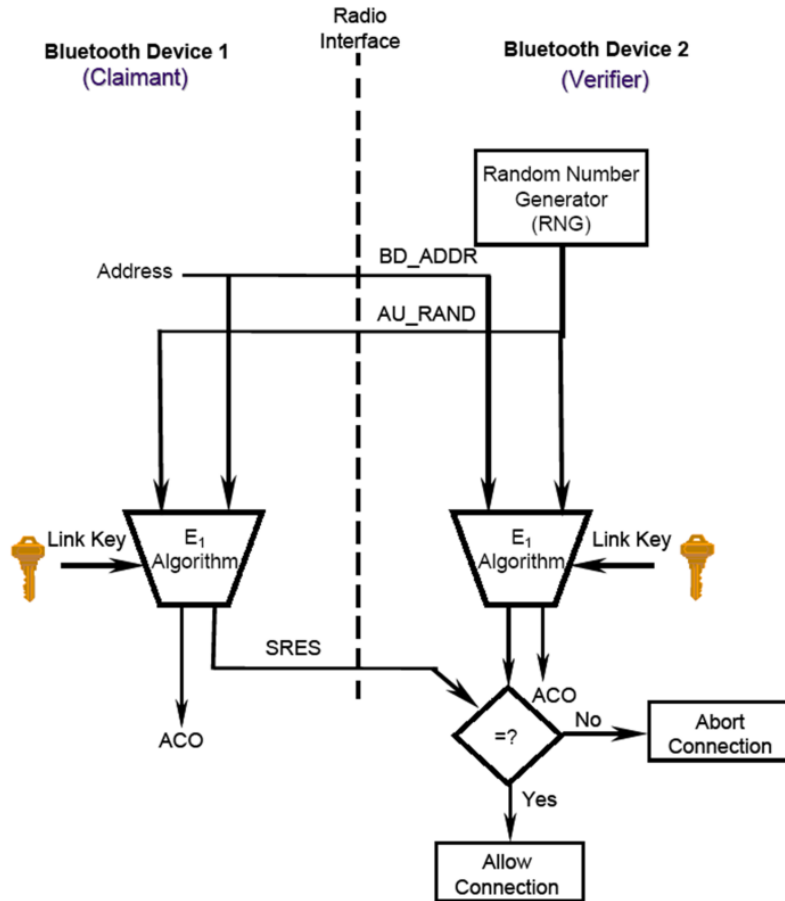 Radio
Interface
Bluetooth Device 1
(Claimant)
Bluetooth Device 2
(Verifier)
Random Number
Generator
(RNG)
Address
BD_ADDR
AU_RAND
Link Key
E1
Algorithm
E1
Algorithm
Link Key
SRES
ACO
ACO
=?
No
Abort
Connection
Yes
Allow
Connection